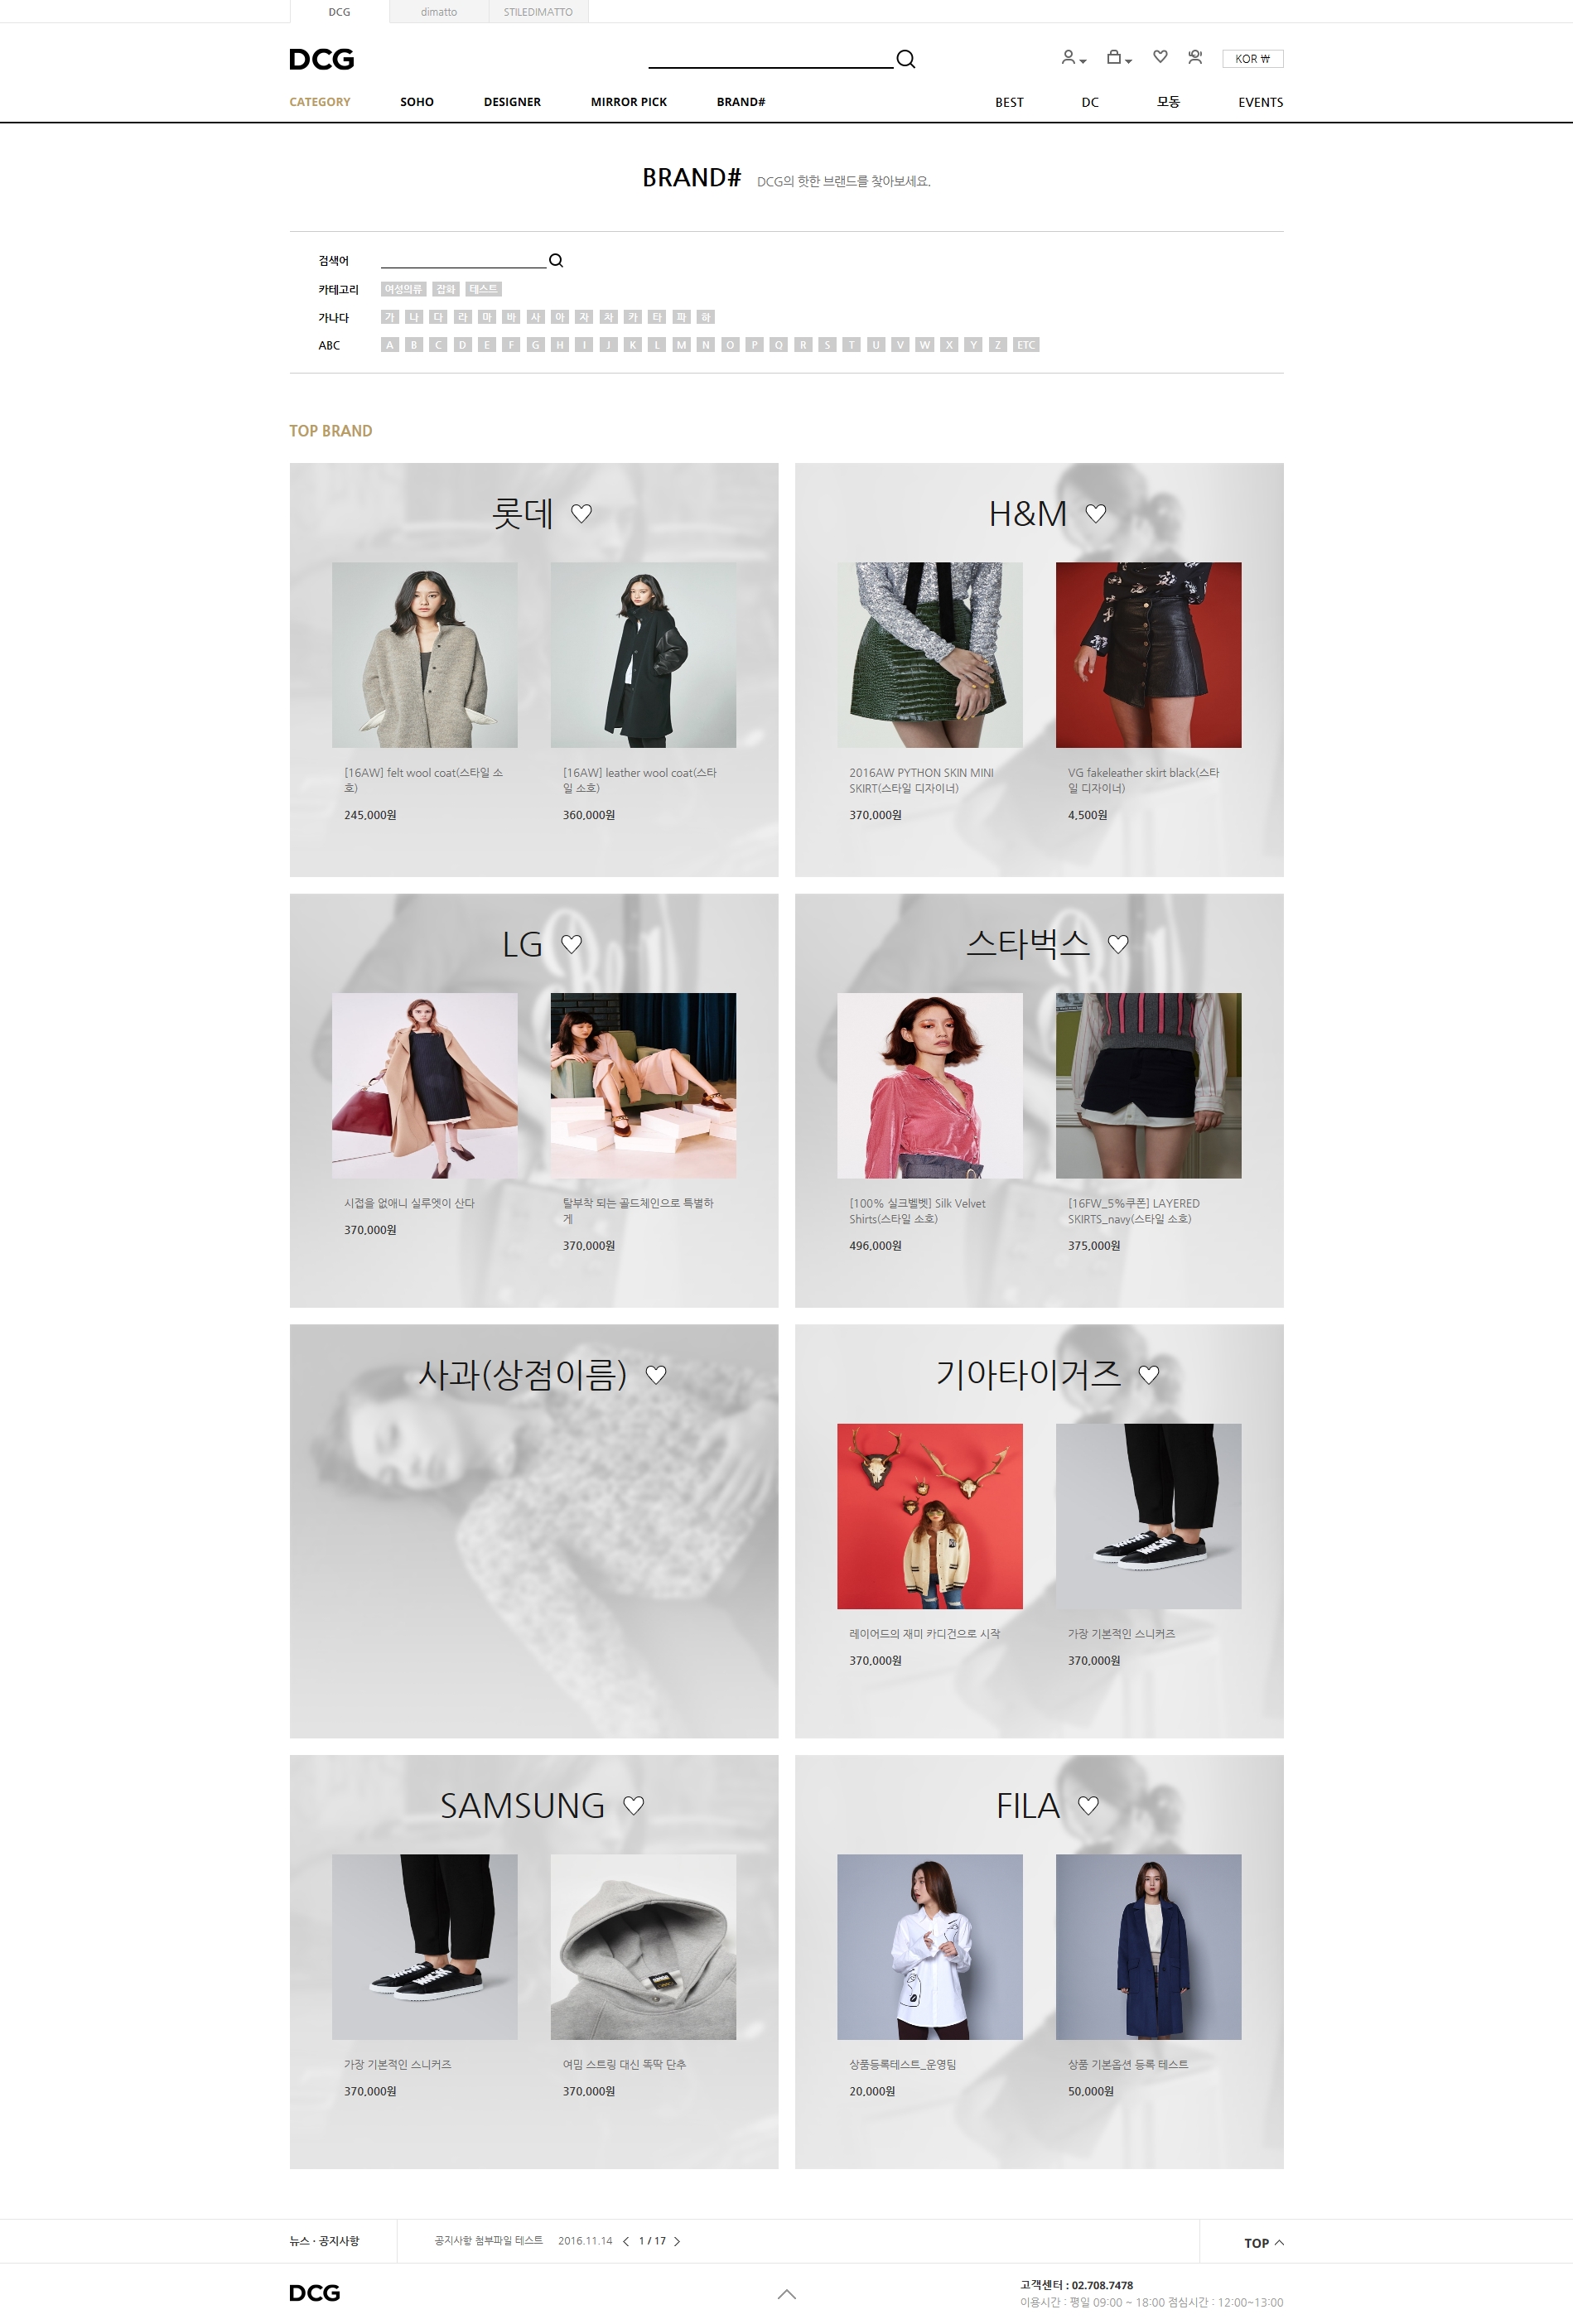 DCG dimatto STILEDIMATTO
DCG
KOR ₩
CATEGORY SOHO DESIGNER MIRROR PICK BRAND# BEST DC 모동 EVENTS
BRAND# DCG의 핫한 브랜드를 찾아보세요.
검색어
카테고리 여성의류 잡화 테스트
가나다 가 나 다 라 마 바 사 아 자 차 카 타 파 하
ABC A B C D E F G H I J K L M N O P Q R S T U V W X Y Z ETC
TOP BRAND
롯데
[16AW] felt wool coat(스타일 소
호)
245,000원
[16AW] leather wool coat(스타
일 소호)
360,000원
H&M
2016AW PYTHON SKIN MINI
SKIRT(스타일 디자이너)
370,000원
VG fakeleather skirt black(스타
일 디자이너)
4,500원
LG
시접을 없애니 실루엣이 산다
370,000원
탈부착 되는 골드체인으로 특별하
게
370,000원
스타벅스
[100% 실크벨벳] Silk Velvet
Shirts(스타일 소호)
496,000원
[16FW_5%쿠폰] LAYERED
SKIRTS_navy(스타일 소호)
375,000원
사과(상점이름)
기아타이거즈
레이어드의 재미 카디건으로 시작
370,000원
가장 기본적인 스니커즈
370,000원
SAMSUNG
가장 기본적인 스니커즈
370,000원
여밈 스트링 대신 똑딱 단추
370,000원
FILA
상품등록테스트_운영팀
20,000원
상품 기본옵션 등록 테스트
50,000원
뉴스 · 공지사항 공지사항 첨부파일 테스트 2016.11.14 1 / 17 TOP
DCG
고객센터 : 02.708.7478
이용시간 : 평일 09:00 ~ 18:00 점심시간 : 12:00~13:00